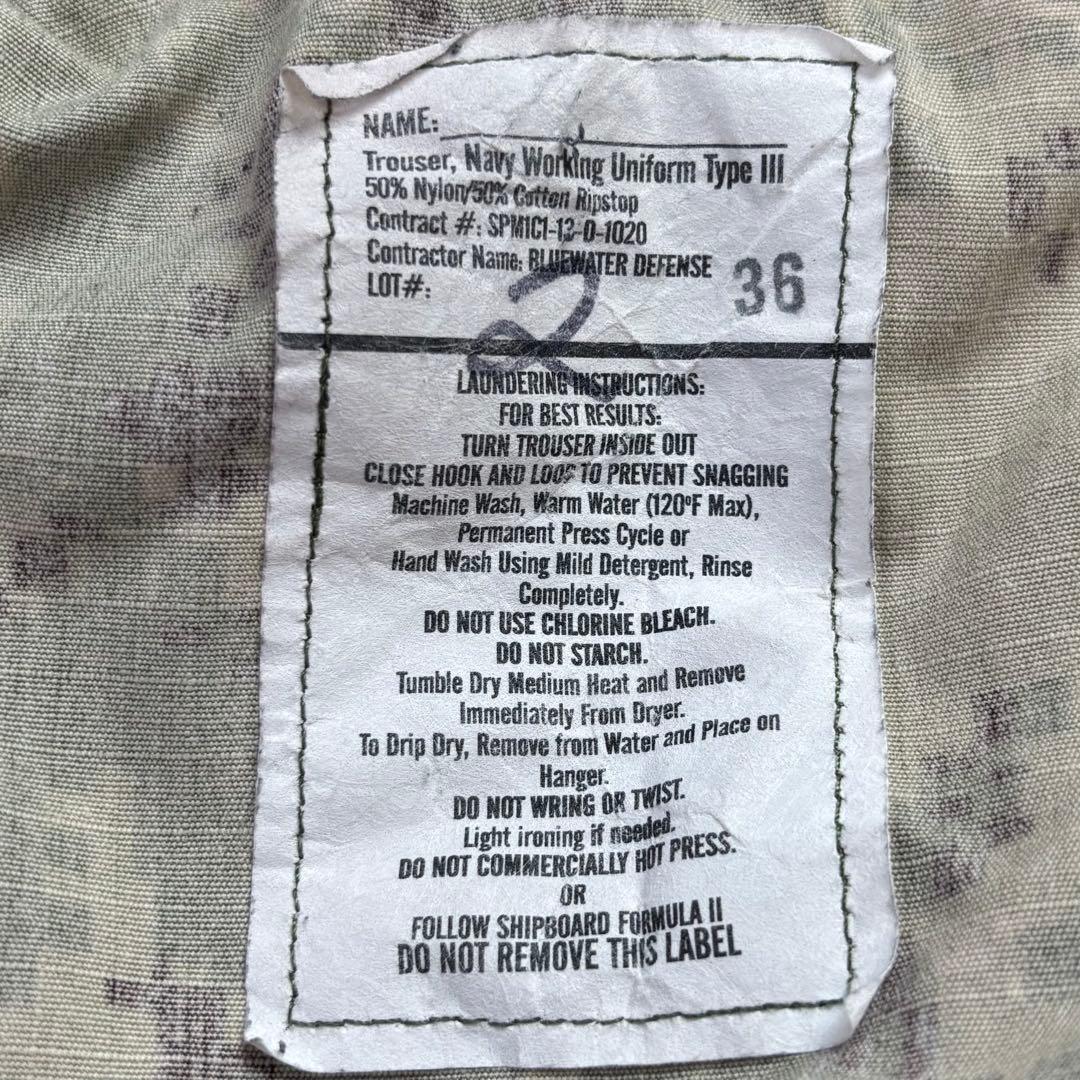 NAME:
Trouser, Navy Working Uniform Type III
50% Nylon/50% Cotton Ripstop
Contract #: SPM1C1-13-D-1020
Contractor Name: BLUEWATER DEFENSE
LOT#:
36
2
LAUNDERING INSTRUCTIONS:
FOR BEST RESULTS:
TURN TROUSER INSIDE OUT
CLOSE HOOK AND LOOP TO PREVENT SNAGGING
Machine Wash, Warm Water (120ºF Max),
Permanent Press Cycle or
Hand Wash Using Mild Detergent, Rinse
Completely.
DO NOT USE CHLORINE BLEACH.
DO NOT STARCH.
Tumble Dry Medium Heat and Remove
Immediately From Dryer.
To Drip Dry, Remove from Water and Place on
Hanger.
DO NOT WRING OR TWIST.
Light ironing if needed.
DO NOT COMMERCIALLY HOT PRESS.
OR
FOLLOW SHIPBOARD FORMULA II
DO NOT REMOVE THIS LABEL